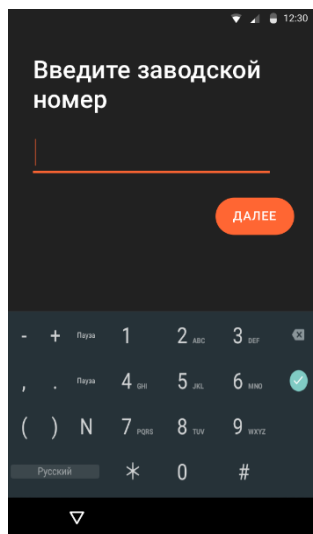 12:30
Введите заводской
номер
ДАЛЕЕ
- + Пауза 1 2 ABC 3 DEF
, . Пауза 4 GHI 5 JKL 6 MNO
( ) N 7 PQRS 8 TUV 9 WXYZ
Русский * 0 #